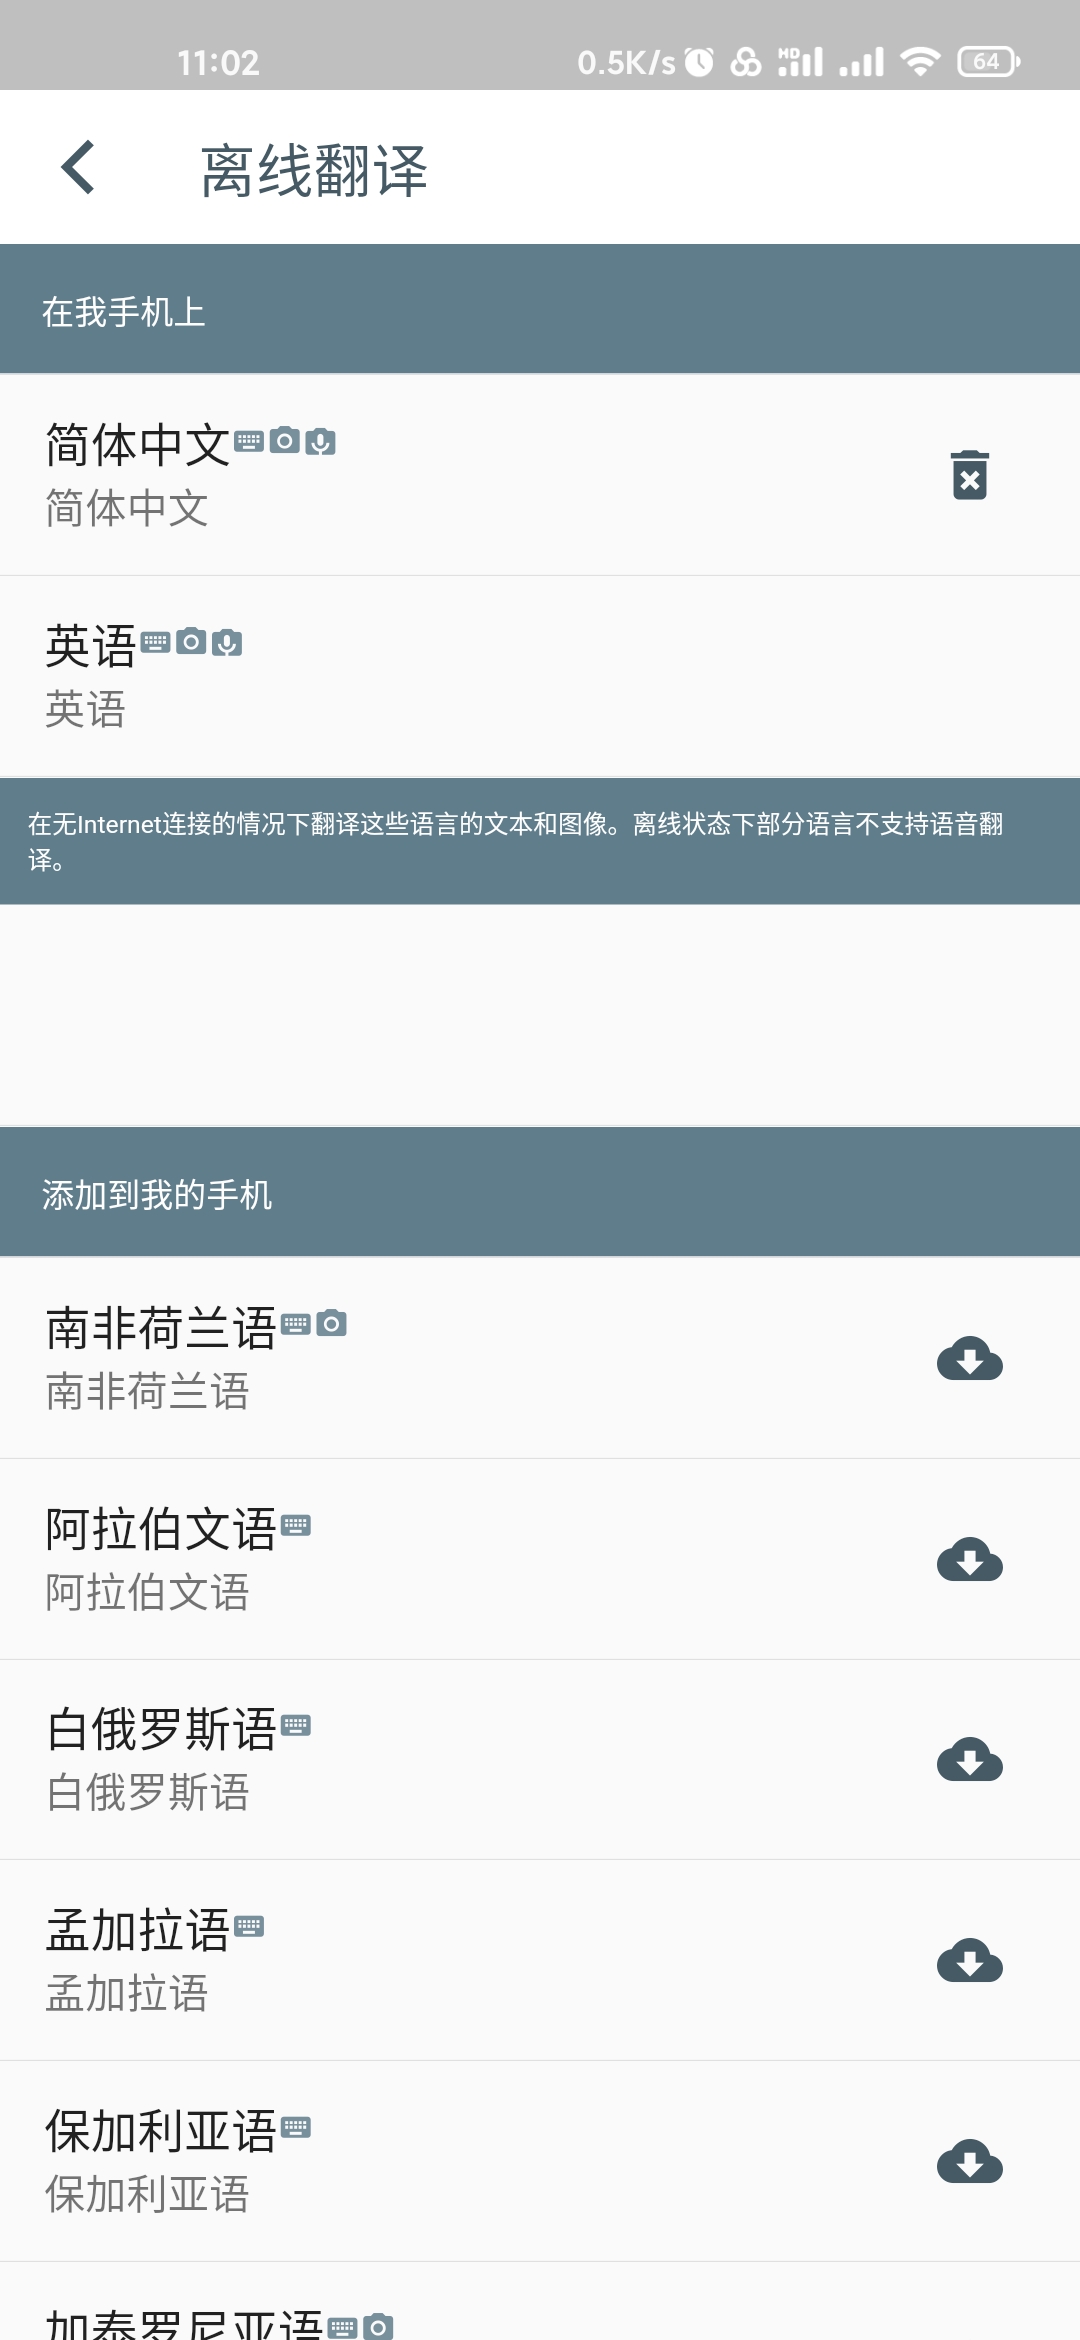 11:02
0.5K/s
HD
64
离线翻译
在我手机上
简体中文
简体中文
英语
英语
在无Internet连接的情况下翻译这些语言的文本和图像。离线状态下部分语言不支持语音翻
译。
添加到我的手机
南非荷兰语
南非荷兰语
阿拉伯文语
阿拉伯文语
白俄罗斯语
白俄罗斯语
孟加拉语
孟加拉语
保加利亚语
保加利亚语
加泰罗尼亚语